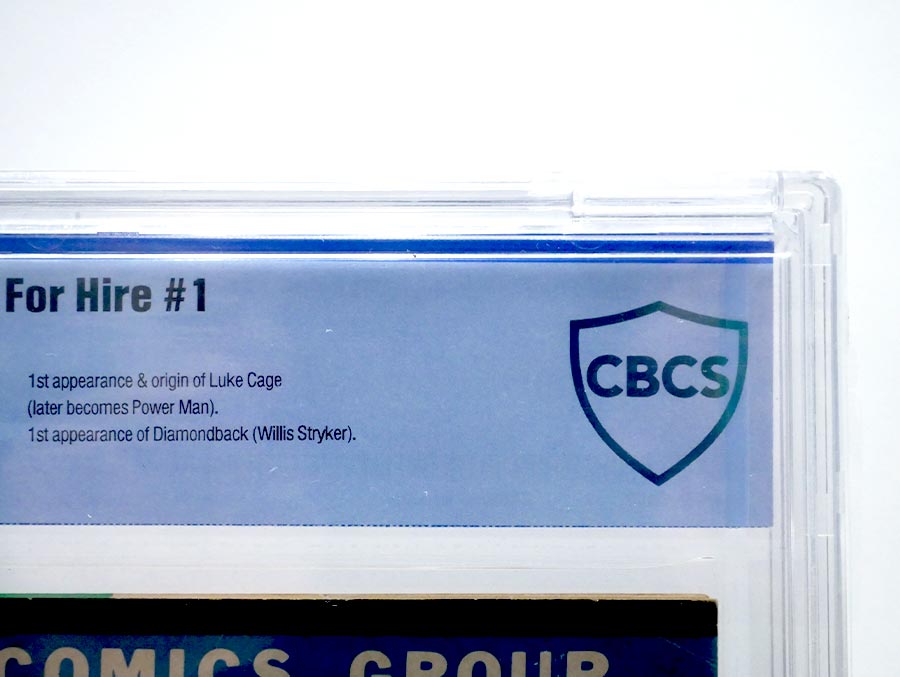 For Hire #1
1st appearance & origin of Luke Cage
(later becomes Power Man).
1st appearance of Diamondback (Willis Stryker).
CBCS
COMICS GROUP